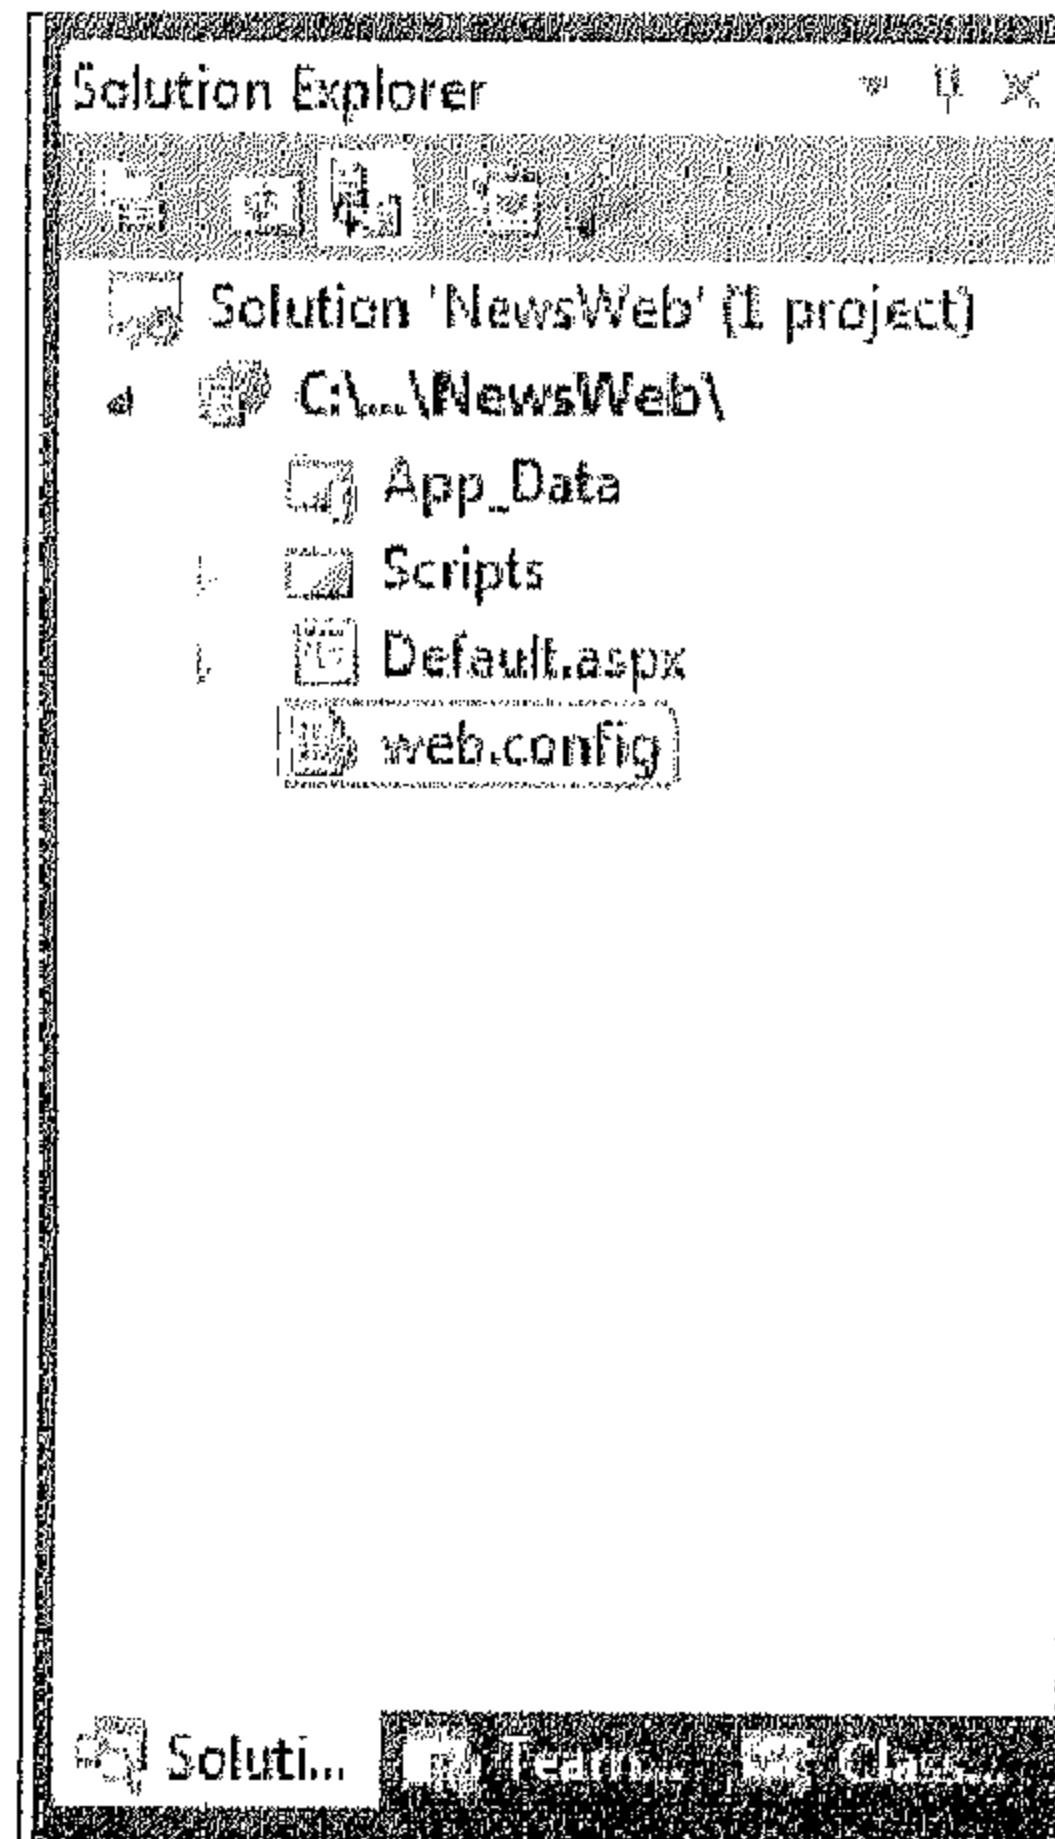 Solution Explorer
Solution 'NewsWeb' (1 project)
C:\...\NewsWeb\
App_Data
Scripts
Default.aspx
web.config
Soluti... Team... Class...